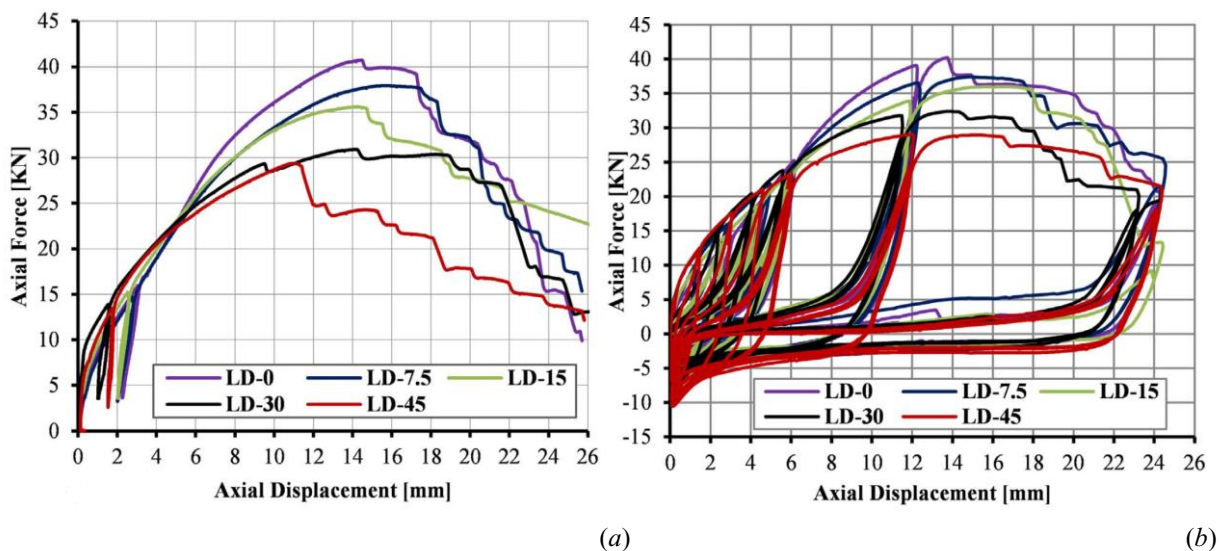 45
40
35
30
25
20
15
10
5
0
Axial Force [KN]
LD-0 LD-7.5 LD-15
LD-30 LD-45
0 2 4 6 8 10 12 14 16 18 20 22 24 26
Axial Displacement [mm]
(a)
45
40
35
30
25
20
15
10
5
0
-5
-10
-15
Axial Force [KN]
LD-0 LD-7.5 LD-15
LD-30 LD-45
0 2 4 6 8 10 12 14 16 18 20 22 24 26
Axial Displacement [mm]
(b)